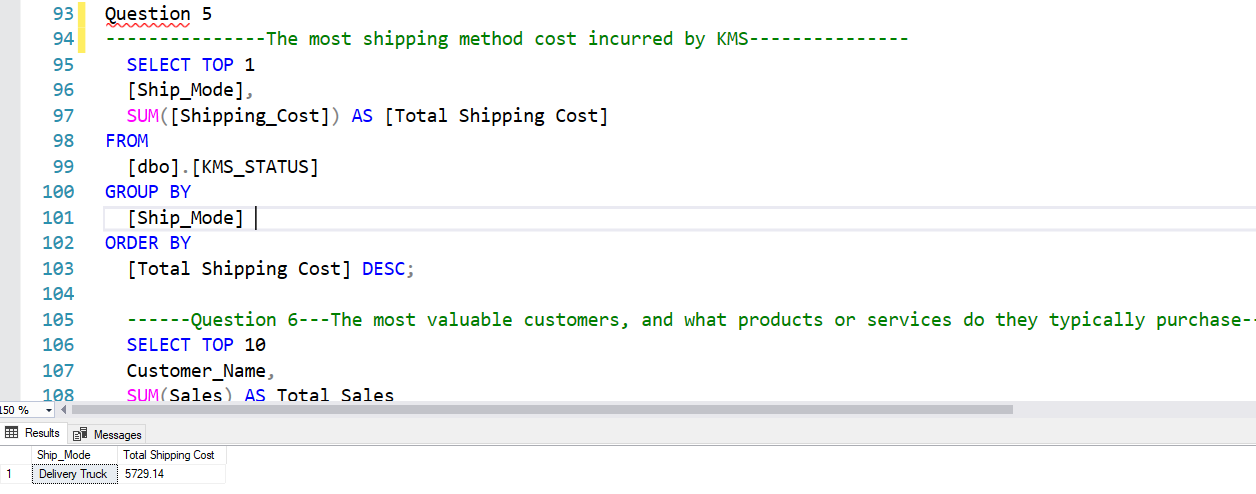 93 Question 5
94 ---------------The most shipping method cost incurred by KMS---------------
95 SELECT TOP 1
96 [Ship_Mode],
97 SUM([Shipping_Cost]) AS [Total Shipping Cost]
98 FROM
99 [dbo].[KMS_STATUS]
100 GROUP BY
101 [Ship_Mode]
102 ORDER BY
103 [Total Shipping Cost] DESC;
104
105 ------Question 6---The most valuable customers, and what products or services do they typically purchase--
106 SELECT TOP 10
107 Customer_Name,
108 SUM(Sales) AS Total_Sales
150 %
Results Messages
Ship_Mode Total Shipping Cost
1 Delivery Truck 5729.14